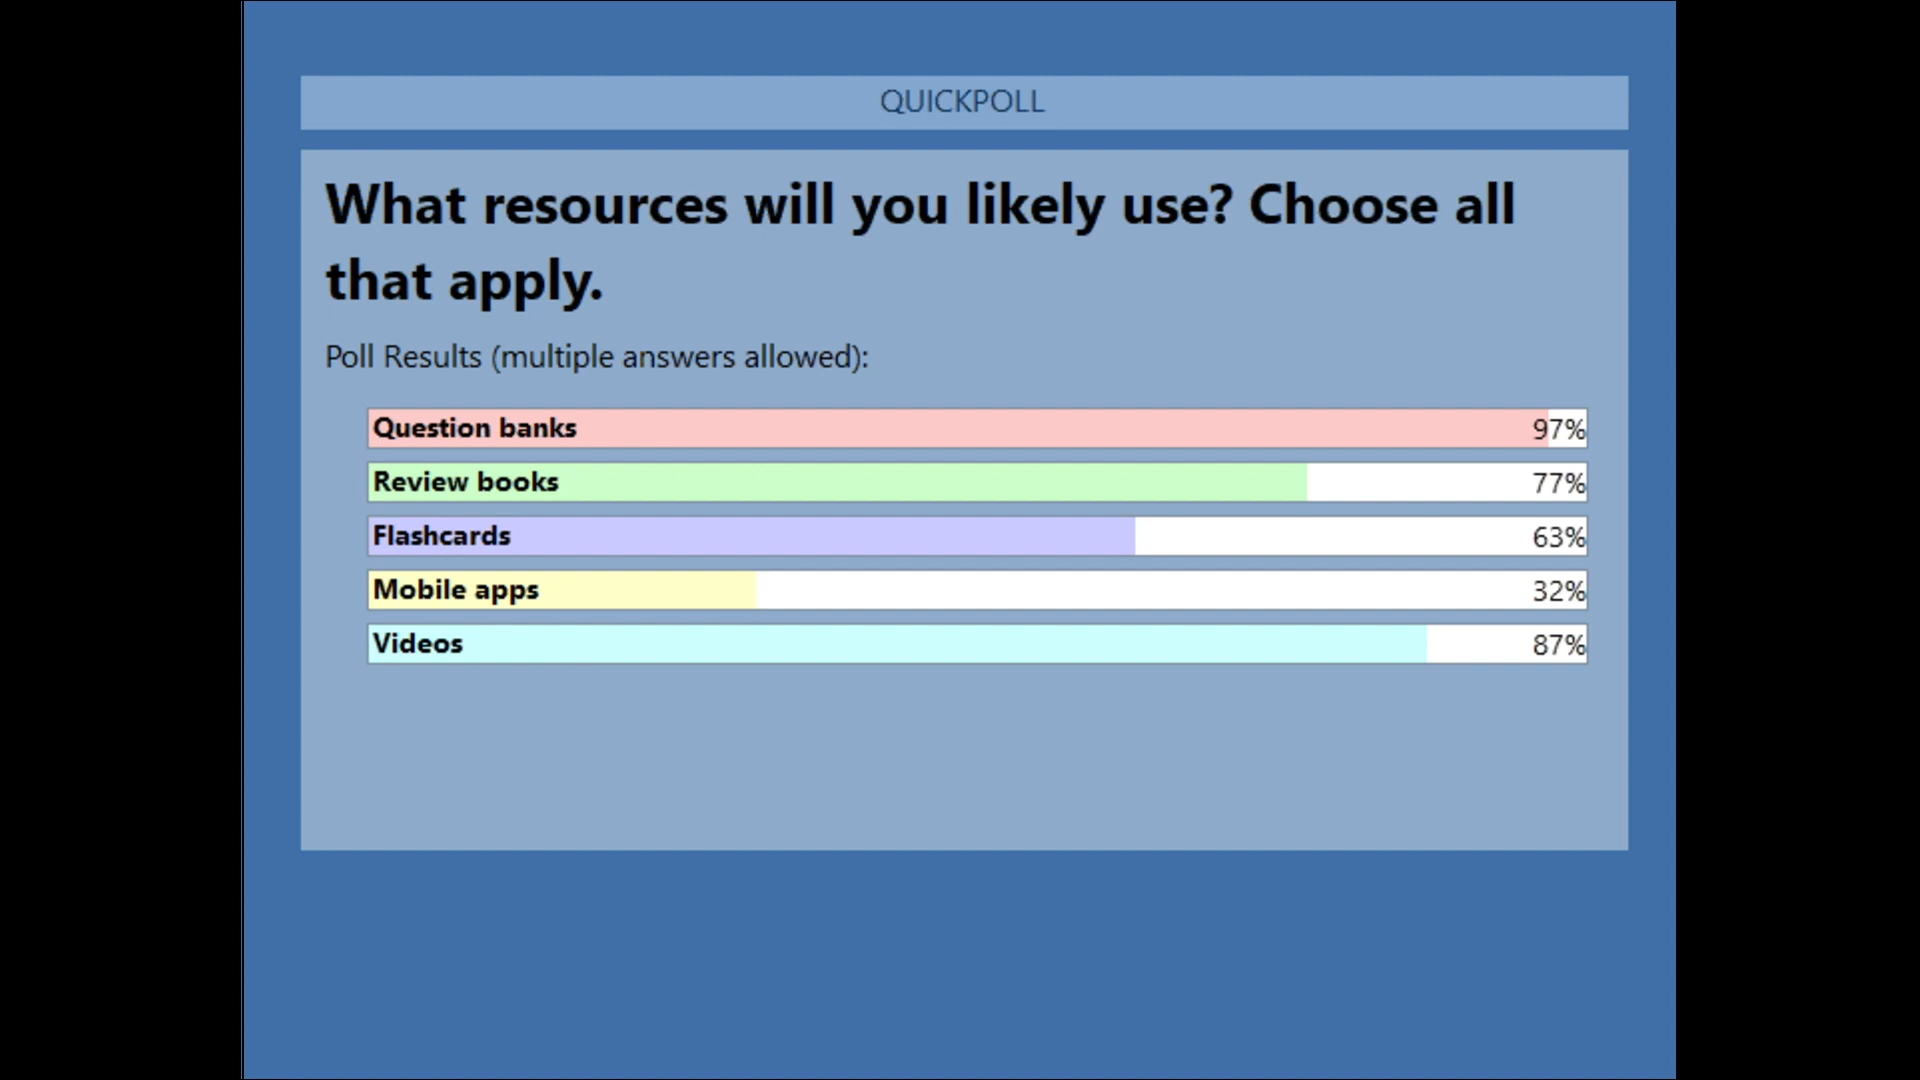 QUICKPOLL
What resources will you likely use? Choose all
that apply.
Poll Results (multiple answers allowed):
Question banks 97%
Review books 77%
Flashcards 63%
Mobile apps 32%
Videos 87%